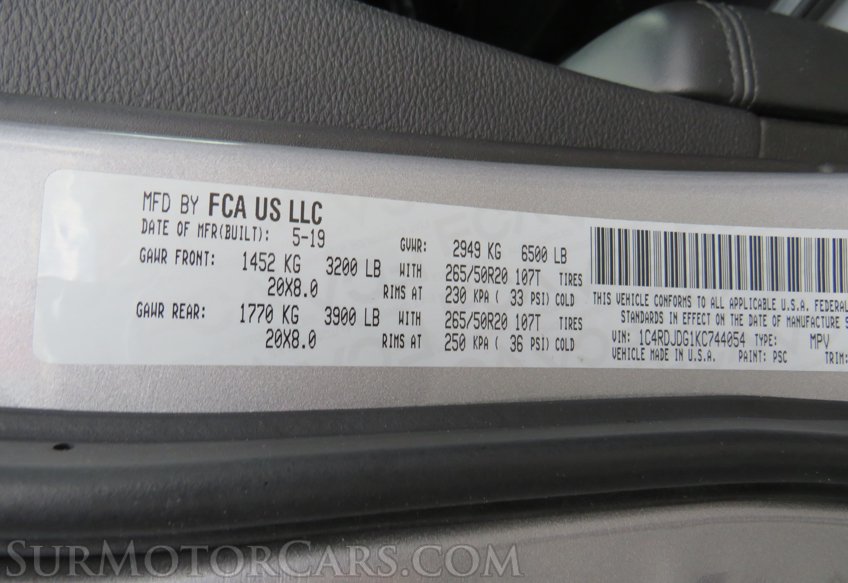 MFD BY FCA US LLC
DATE OF MFR(BUILT): 5-19 GVWR: 2949 KG 6500 LB
GAWR FRONT: 1452 KG 3200 LB WITH 265/50R20 107T TIRES
20X8.0 RIMS AT 230 KPA ( 33 PSI) COLD
GAWR REAR: 1770 KG 3900 LB WITH 265/50R20 107T TIRES
20X8.0 RIMS AT 250 KPA ( 36 PSI) COLD
THIS VEHICLE CONFORMS TO ALL APPLICABLE U.S.A. FEDERAL
STANDARDS IN EFFECT ON THE DATE OF MANUFACTURE S
VIN: 1C4RDJDG1KC744054 TYPE: MPV
VEHICLE MADE IN U.S.A. PAINT: PSC TRIM:
SurMotorCars.com